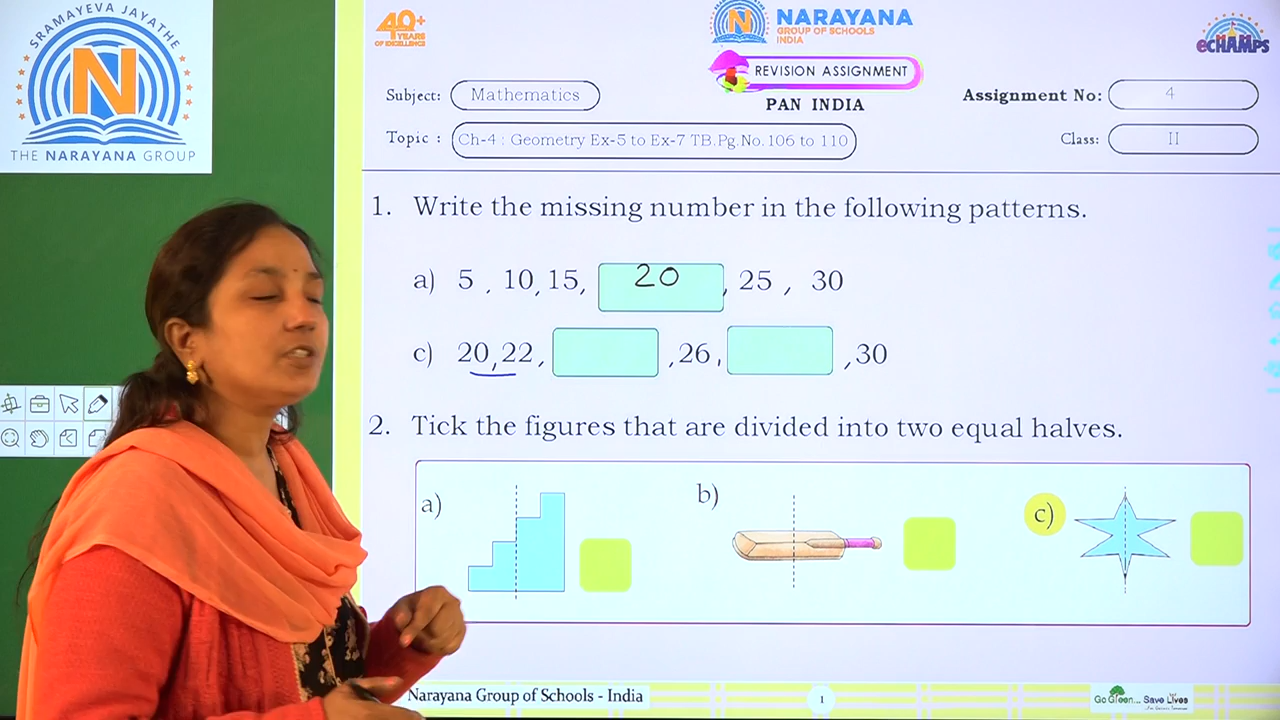 SRAMAYEVA JAYATHE
N
THE NARAYANA GROUP
40+
YEARS
OF EXCELLENCE
N
NARAYANA
GROUP OF SCHOOLS
INDIA
eCHAMPS
REVISION ASSIGNMENT
PAN INDIA
Subject: Mathematics
Assignment No: 4
Topic : Ch-4 : Geometry Ex-5 to Ex-7 TB.Pg.No.106 to 110
Class: II
1. Write the missing number in the following patterns.
a) 5 , 10, 15, 20 , 25 , 30
c) 20,22, ,26, ,30
2. Tick the figures that are divided into two equal halves.
a) b) c)
Narayana Group of Schools - India
1
Go Green... Save Lives